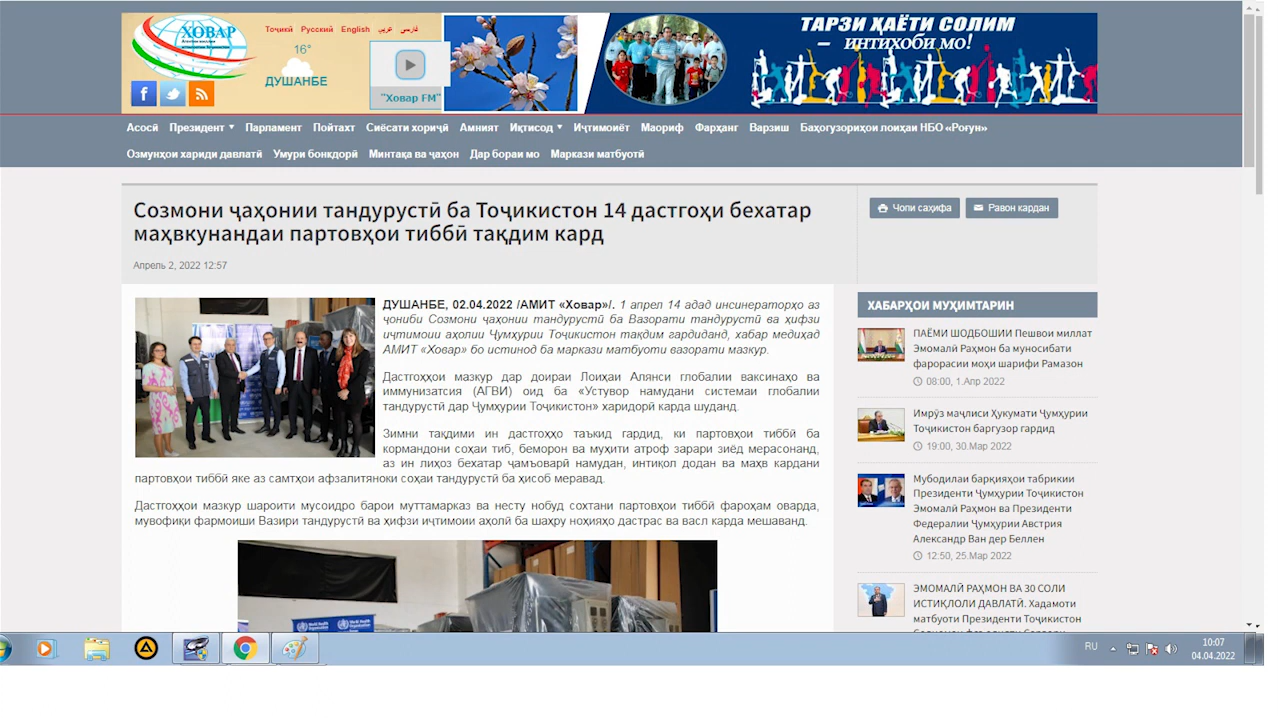 ХОВАР
Тоҷикӣ Русский English عربي فارسی
16°
ДУШАНБЕ
"Ховар FM"
ТАРЗИ ҲАЁТИ СОЛИМ
– ИНТИХОБИ МО!
Асосӣ Президент Парламент Пойтахт Сиёсати хориҷӣ Амният Иқтисод Иҷтимоиёт Маориф Фарҳанг Варзиш Баҳогузориҳои лоиҳаи НБО «Роғун»
Озмунҳои хариди давлатӣ Умури бонкдорӣ Минтақа ва ҷаҳон Дар бораи мо Маркази матбуотӣ
Созмони ҷаҳонии тандурустӣ ба Тоҷикистон 14 дастгоҳи бехатар
маҳвкунандаи партовҳои тиббӣ тақдим кард
Апрель 2, 2022 12:57
Чопи саҳифа Равон кардан
ДУШАНБЕ, 02.04.2022 /АМИТ «Ховар»/. 1 апрел 14 адад инсинераторҳо аз
ҷониби Созмони ҷаҳонии тандурустӣ ба Вазорати тандурустӣ ва ҳифзи
иҷтимоии аҳолии Ҷумҳурии Тоҷикистон тақдим гардиданд, хабар медиҳад
АМИТ «Ховар» бо истинод ба маркази матбуоти вазорати мазкур.
Дастгоҳҳои мазкур дар доираи Лоиҳаи Алянси глобалии ваксинаҳо ва
иммунизатсия (АГВИ) оид ба «Устувор намудани системаи глобалии
тандурустӣ дар Ҷумҳурии Тоҷикистон» харидорӣ карда шуданд.
Зимни тақдими ин дастгоҳҳо таъкид гардид, ки партовҳои тиббӣ ба
кормандони соҳаи тиб, беморон ва муҳити атроф зарари зиёд мерасонанд,
аз ин лиҳоз бехатар ҷамъоварӣ намудан, интиқол додан ва маҳв кардани
партовҳои тиббӣ яке аз самтҳои афзалитяноки соҳаи тандурустӣ ба ҳисоб меравад.
Дастгоҳҳои мазкур шароити мусоидро барои муттамарказ ва несту нобуд сохтани партовҳои тиббӣ фароҳам оварда,
мувофиқи фармоиши Вазири тандурустӣ ва ҳифзи иҷтимоии аҳолӣ ба шаҳру ноҳияҳо дастрас ва васл карда мешаванд.
World Health Organization
World Health Organization
ХАБАРҲОИ МУҲИМТАРИН
ПАЁМИ ШОДБОШИИ Пешвои миллат
Эмомалӣ Раҳмон ба муносибати
фарорасии моҳи шарифи Рамазон
08:00, 1.Апр 2022
Имрӯз маҷлиси Ҳукумати Ҷумҳурии
Тоҷикистон баргузор гардид
19:00, 30.Мар 2022
Мубодилаи барқияҳои табрикии
Президенти Ҷумҳурии Тоҷикистон
Эмомалӣ Раҳмон ва Президенти
Федералии Ҷумҳурии Австрия
Александр Ван дер Беллен
12:50, 25.Мар 2022
ЭМОМАЛӢ РАҲМОН ВА 30 СОЛИ
ИСТИҚЛОЛИ ДАВЛАТӢ. Хадамоти
матбуоти Президенти Тоҷикистон
RU
10:07
04.04.2022